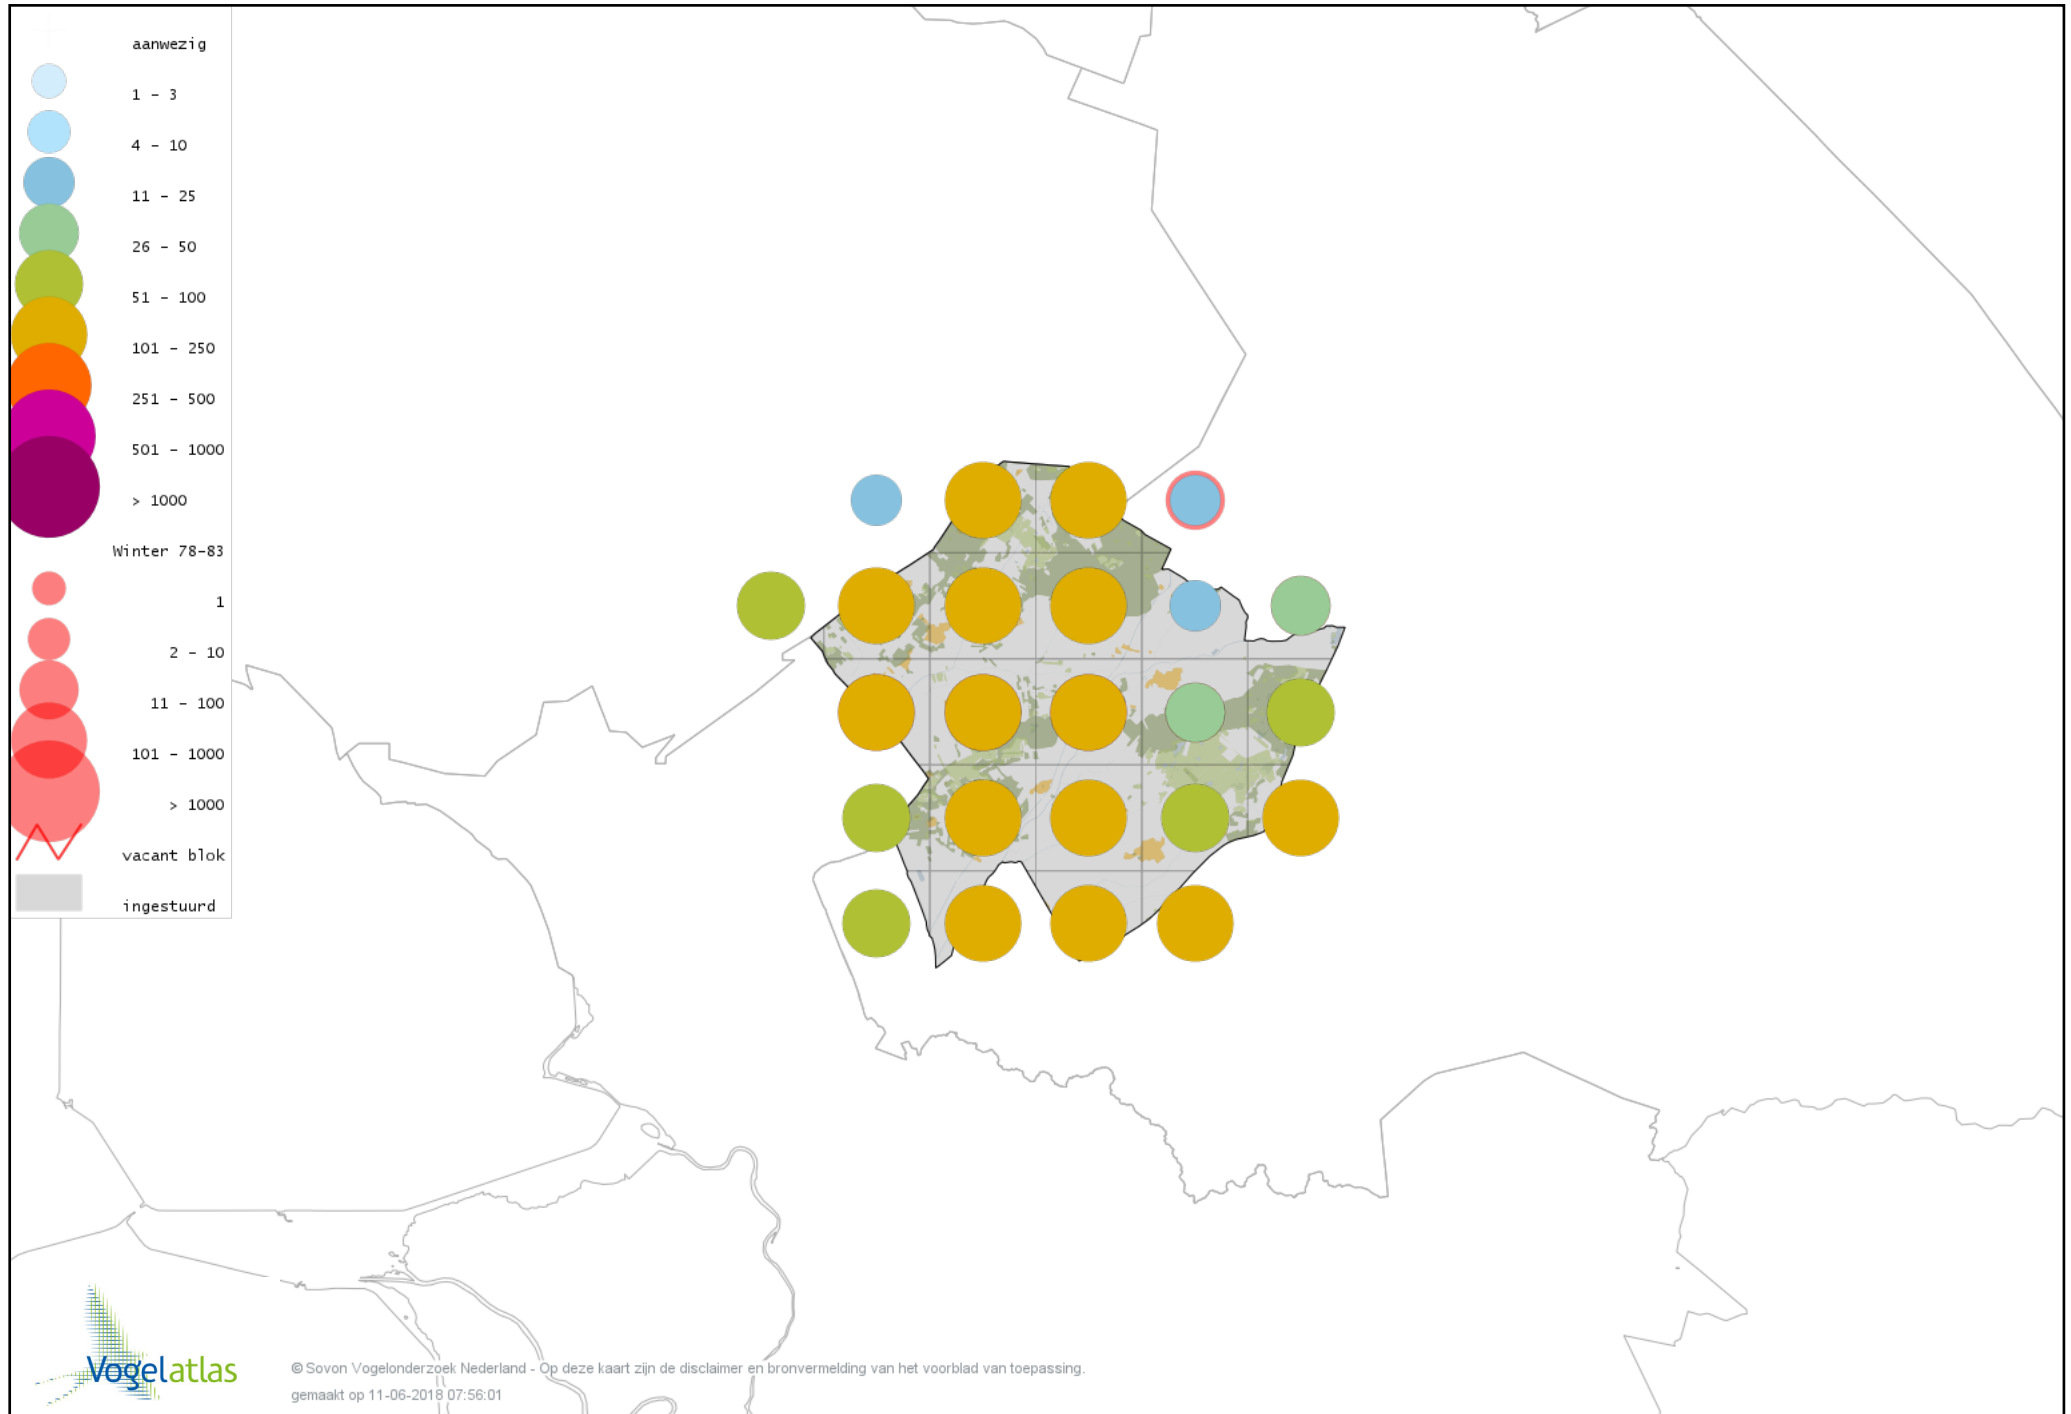 aanwezig
1 - 3
4 - 10
11 - 25
26 - 50
51 - 100
101 - 250
251 - 500
501 - 1000
> 1000
Winter 78-83
1
2 - 10
11 - 100
101 - 1000
> 1000
vacant blok
ingestuurd
Vogelatlas
© Sovon Vogelonderzoek Nederland - Op deze kaart zijn de disclaimer en bronvermelding van het voorblad van toepassing.
gemaakt op 11-06-2018 07:56:01